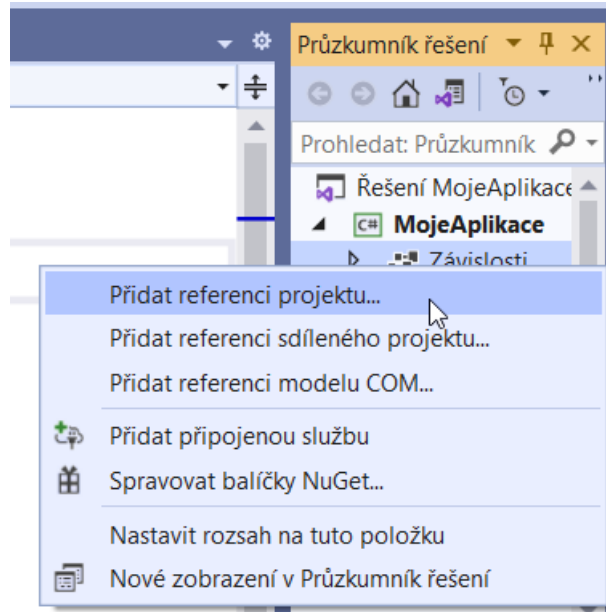 Průzkumník řešení
Prohledat: Průzkumník
Řešení MojeAplikace
C# MojeAplikace
Závislosti
Přidat referenci projektu...
Přidat referenci sdíleného projektu...
Přidat referenci modelu COM...
Přidat připojenou službu
Spravovat balíčky NuGet...
Nastavit rozsah na tuto položku
Nové zobrazení v Průzkumník řešení